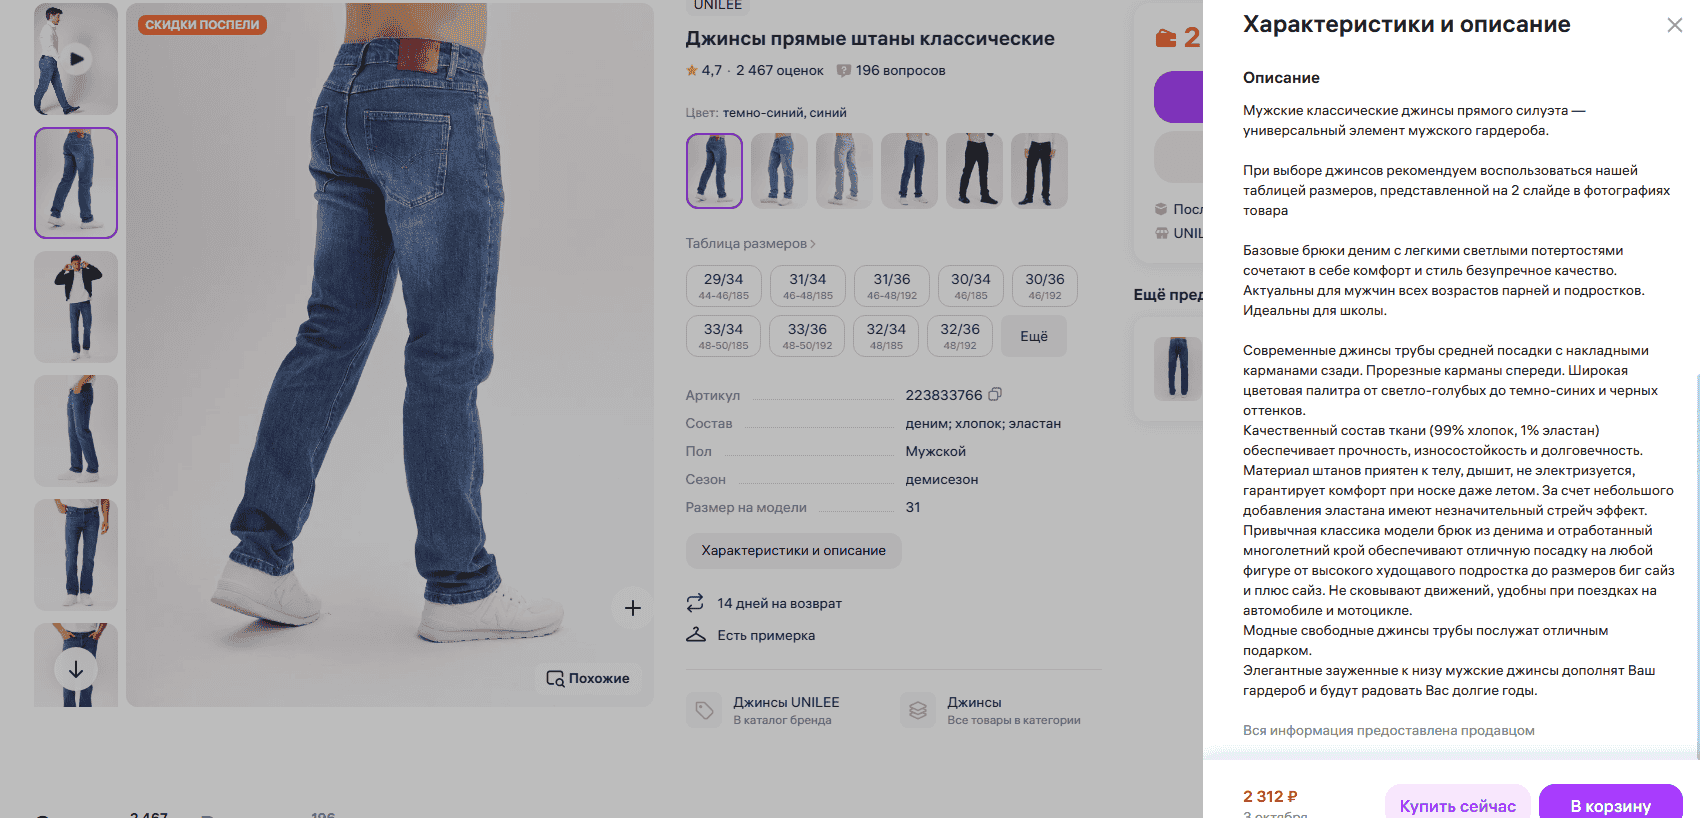 СКИДКИ ПОСПЕЛИ
Похожие
UNILEE
Джинсы прямые штаны классические
4,7 · 2 467 оценок 196 вопросов
Цвет: темно-синий, синий
Таблица размеров
29/34 31/34 31/36 30/34 30/36
44-46/185 46-48/185 46-48/192 46/185 46/192
33/34 33/36 32/34 32/36 Ещё
48-50/185 48-50/192 48/185 48/192
Артикул 223833766
Состав деним; хлопок; эластан
Пол Мужской
Сезон демисезон
Размер на модели 31
Характеристики и описание
14 дней на возврат
Есть примерка
Джинсы UNILEE
В каталог бренда
Джинсы
Все товары в категории
2
UNIL
Ещё
Характеристики и описание
Описание
Мужские классические джинсы прямого силуэта —
универсальный элемент мужского гардероба.
При выборе джинсов рекомендуем воспользоваться нашей
таблицей размеров, представленной на 2 слайде в фотографиях
товара
Базовые брюки деним с легкими светлыми потертостями
сочетают в себе комфорт и стиль безупречное качество.
Актуальны для мужчин всех возрастов парней и подростков.
Идеальны для школы.
Современные джинсы трубы средней посадки с накладными
карманами сзади. Прорезные карманы спереди. Широкая
цветовая палитра от светло-голубых до темно-синих и черных
оттенков.
Качественный состав ткани (99% хлопок, 1% эластан)
обеспечивает прочность, износостойкость и долговечность.
Материал штанов приятен к телу, дышит, не электризуется,
гарантирует комфорт при носке даже летом. За счет небольшого
добавления эластана имеют незначительный стрейч эффект.
Привычная классика модели брюк из денима и отработанный
многолетний крой обеспечивают отличную посадку на любой
фигуре от высокого худощавого подростка до размеров биг сайз
и плюс сайз. Не сковывают движений, удобны при поездках на
автомобиле и мотоцикле.
Модные свободные джинсы трубы послужат отличным
подарком.
Элегантные зауженные к низу мужские джинсы дополнят Ваш
гардероб и будут радовать Вас долгие годы.
Вся информация предоставлена продавцом
2 312 ₽
3 октября
Купить сейчас
В корзину
2 467
196